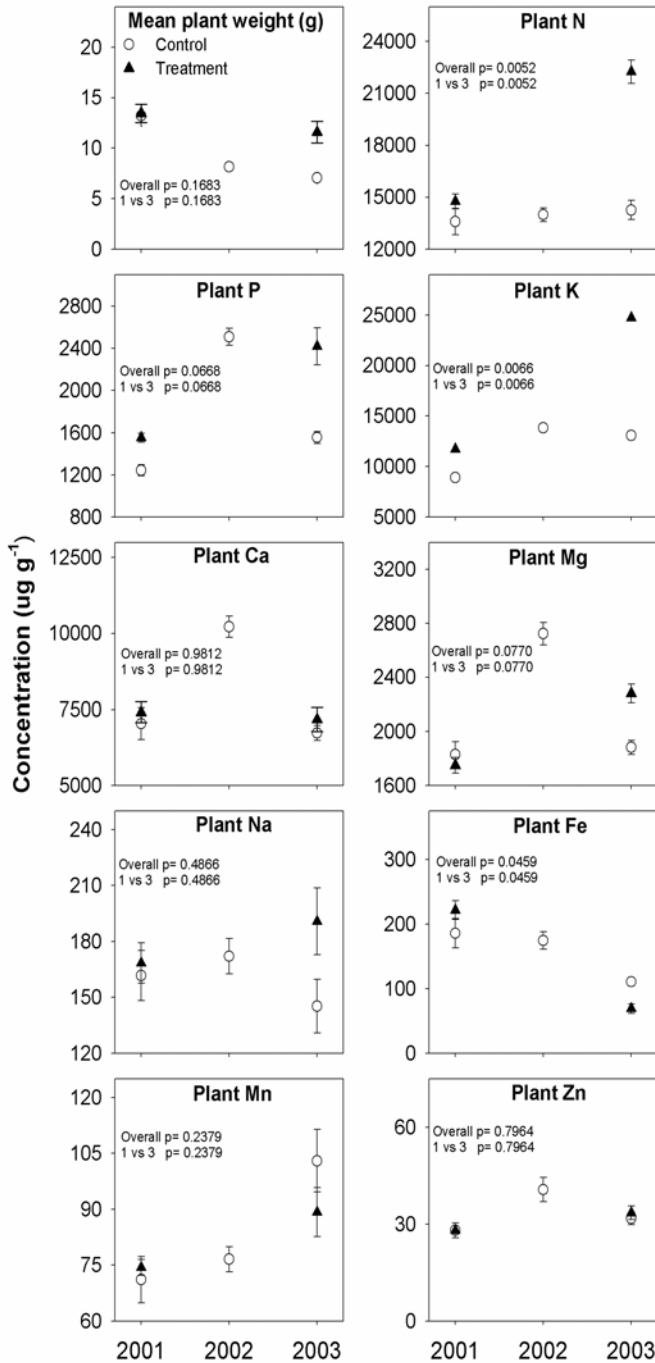 Mean plant weight (g)
Control
Treatment
20
15
10
5
0
Overall p= 0.1683
1 vs 3 p= 0.1683
Plant N
24000
21000
18000
15000
12000
Overall p= 0.0052
1 vs 3 p= 0.0052
Plant P
2800
2400
2000
1600
1200
800
Overall p= 0.0668
1 vs 3 p= 0.0668
Plant K
25000
20000
15000
10000
5000
Overall p= 0.0066
1 vs 3 p= 0.0066
Concentration (ug g-1)
Plant Ca
12500
10000
7500
5000
Overall p= 0.9812
1 vs 3 p= 0.9812
Plant Mg
3200
2800
2400
2000
1600
Overall p= 0.0770
1 vs 3 p= 0.0770
Plant Na
240
210
180
150
120
Overall p= 0.4866
1 vs 3 p= 0.4866
Plant Fe
300
200
100
0
Overall p= 0.0459
1 vs 3 p= 0.0459
Plant Mn
120
105
90
75
60
Overall p= 0.2379
1 vs 3 p= 0.2379
2001 2002 2003
Plant Zn
60
30
0
Overall p= 0.7964
1 vs 3 p= 0.7964
2001 2002 2003